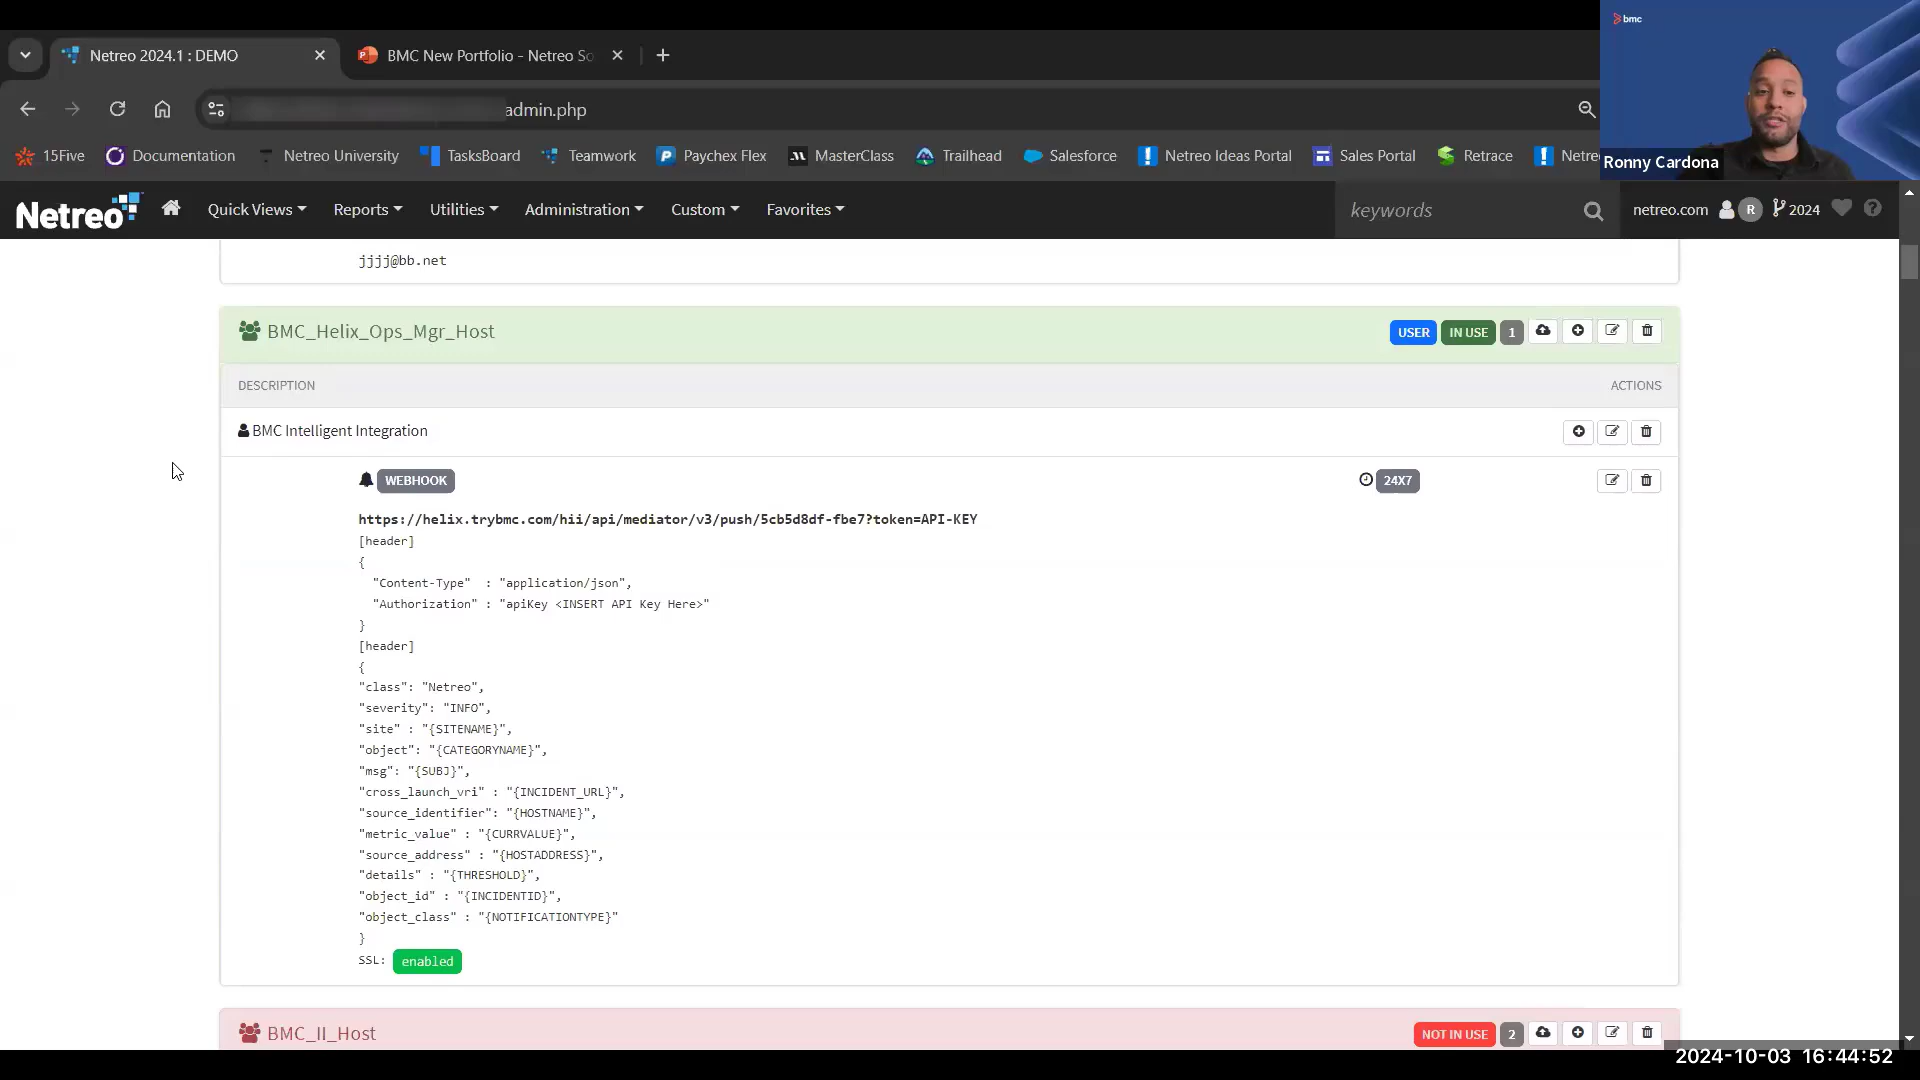 bmc
Netreo 2024.1 : DEMO
BMC New Portfolio - Netreo So
admin.php
15Five
Documentation
Netreo University
TasksBoard
Teamwork
Paychex Flex
MasterClass
Trailhead
Salesforce
Netreo Ideas Portal
Sales Portal
Retrace
Netre
Ronny Cardona
Netreo
Quick Views
Reports
Utilities
Administration
Custom
Favorites
keywords
netreo.com
R
2024
jjjj@bb.net
BMC_Helix_Ops_Mgr_Host
USER IN USE 1
DESCRIPTION
ACTIONS
BMC Intelligent Integration
WEBHOOK
24X7
https://helix.trybmc.com/hii/api/mediator/v3/push/5cb5d8df-fbe7?token=API-KEY
[header]
{
"Content-Type" : "application/json",
"Authorization" : "apiKey <INSERT API Key Here>"
}
[header]
{
"class": "Netreo",
"severity": "INFO",
"site" : "{SITENAME}",
"object": "{CATEGORYNAME}",
"msg": "{SUBJ}",
"cross_launch_vri" : "{INCIDENT_URL}",
"source_identifier": "{HOSTNAME}",
"metric_value" : "{CURRVALUE}",
"source_address" : "{HOSTADDRESS}",
"details" : "{THRESHOLD}",
"object_id" : "{INCIDENTID}",
"object_class" : "{NOTIFICATIONTYPE}"
}
SSL: enabled
BMC_II_Host
NOT IN USE 2
2024-10-03 16:44:52